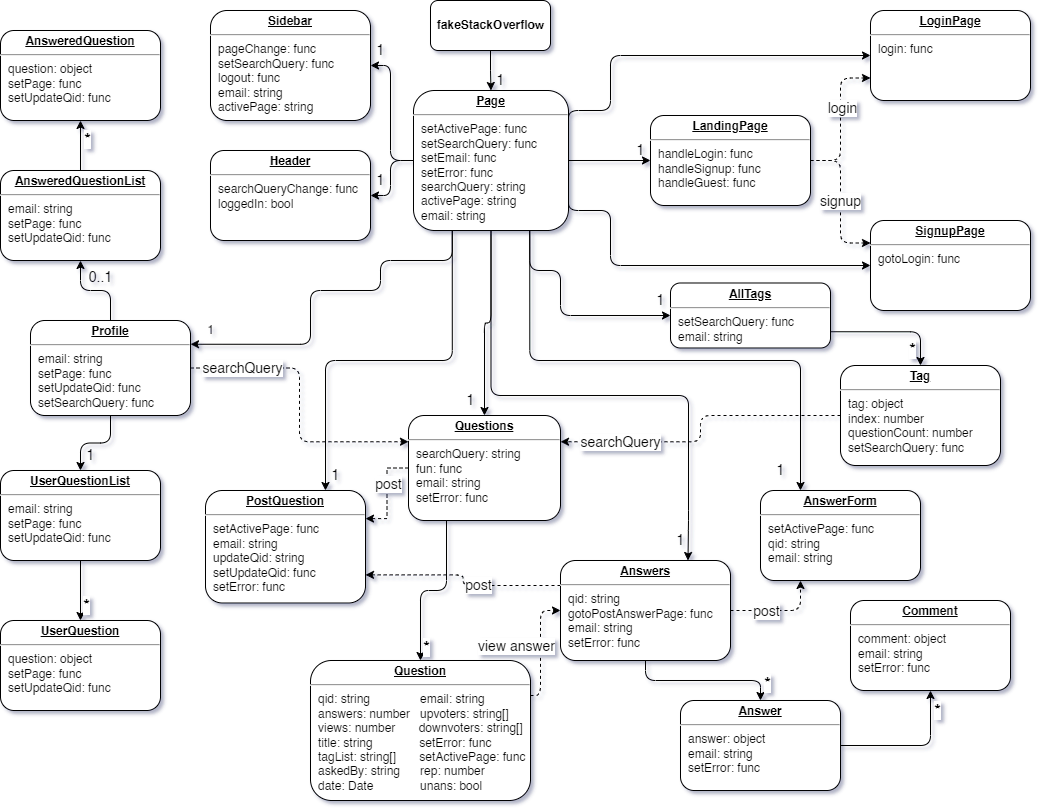 fakeStackOverflow
1
Sidebar
pageChange: func
setSearchQuery: func
logout: func
email: string
activePage: string
1
Header
searchQueryChange: func
loggedIn: bool
1
Page
setActivePage: func
setSearchQuery: func
setEmail: func
setError: func
searchQuery: string
activePage: string
email: string
LoginPage
login: func
login
1
LandingPage
handleLogin: func
handleSignup: func
handleGuest: func
signup
SignupPage
gotoLogin: func
AnsweredQuestion
question: object
setPage: func
setUpdateQid: func
*
AnsweredQuestionList
email: string
setPage: func
setUpdateQid: func
0..1
Profile
email: string
setPage: func
setUpdateQid: func
setSearchQuery: func
1
searchQuery
1
UserQuestionList
email: string
setPage: func
setUpdateQid: func
*
UserQuestion
question: object
setPage: func
setUpdateQid: func
1
AllTags
setSearchQuery: func
email: string
*
Tag
tag: object
index: number
questionCount: number
setSearchQuery: func
searchQuery
1
Questions
searchQuery: string
fun: func
email: string
setError: func
post
1
PostQuestion
setActivePage: func
email: string
updateQid: string
setUpdateQid: func
setError: func
1
AnswerForm
setActivePage: func
qid: string
email: string
1
Answers
qid: string
gotoPostAnswerPage: func
email: string
setError: func
post
post
view answer
*
Question
qid: string
answers: number
views: number
title: string
tagList: string[]
askedBy: string
date: Date
email: string
upvoters: string[]
downvoters: string[]
setError: func
setActivePage: func
rep: number
unans: bool
*
Answer
answer: object
email: string
setError: func
*
Comment
comment: object
email: string
setError: func